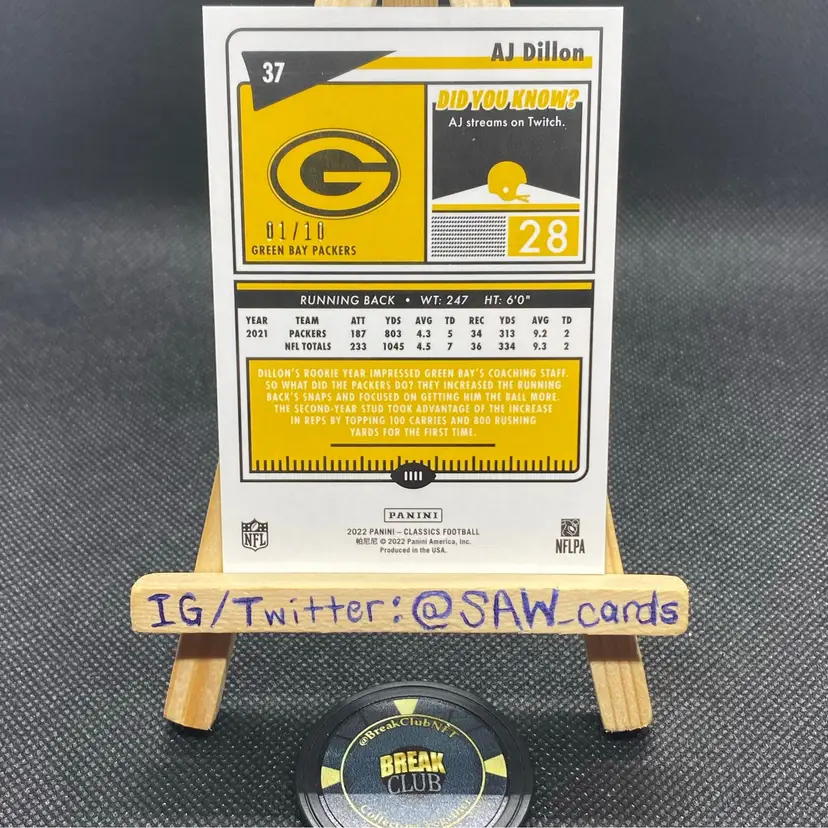 37
AJ Dillon
DID YOU KNOW?
AJ streams on Twitch.
G
01/10
GREEN BAY PACKERS
28
RUNNING BACK • WT: 247 HT: 6'0"
YEAR TEAM ATT YDS AVG TD REC YDS AVG TD
2021 PACKERS 187 803 4.3 5 34 313 9.2 2
NFL TOTALS 233 1045 4.5 7 36 334 9.3 2
DILLON'S ROOKIE YEAR IMPRESSED GREEN BAY'S COACHING STAFF.
SO WHAT DID THE PACKERS DO? THEY INCREASED THE RUNNING
BACK'S SNAPS AND FOCUSED ON GETTING HIM THE BALL MORE.
THE SECOND-YEAR STUD TOOK ADVANTAGE OF THE INCREASE
IN REPS BY TOPPING 100 CARRIES AND 800 RUSHING
YARDS FOR THE FIRST TIME.
PANINI
NFL
2022 PANINI – CLASSICS FOOTBALL
帕尼尼 © 2022 Panini America, Inc.
Produced in the USA.
NFLPA
IG/Twitter: @SAW_cards
@BreakClubNFT
BREAK
CLUB